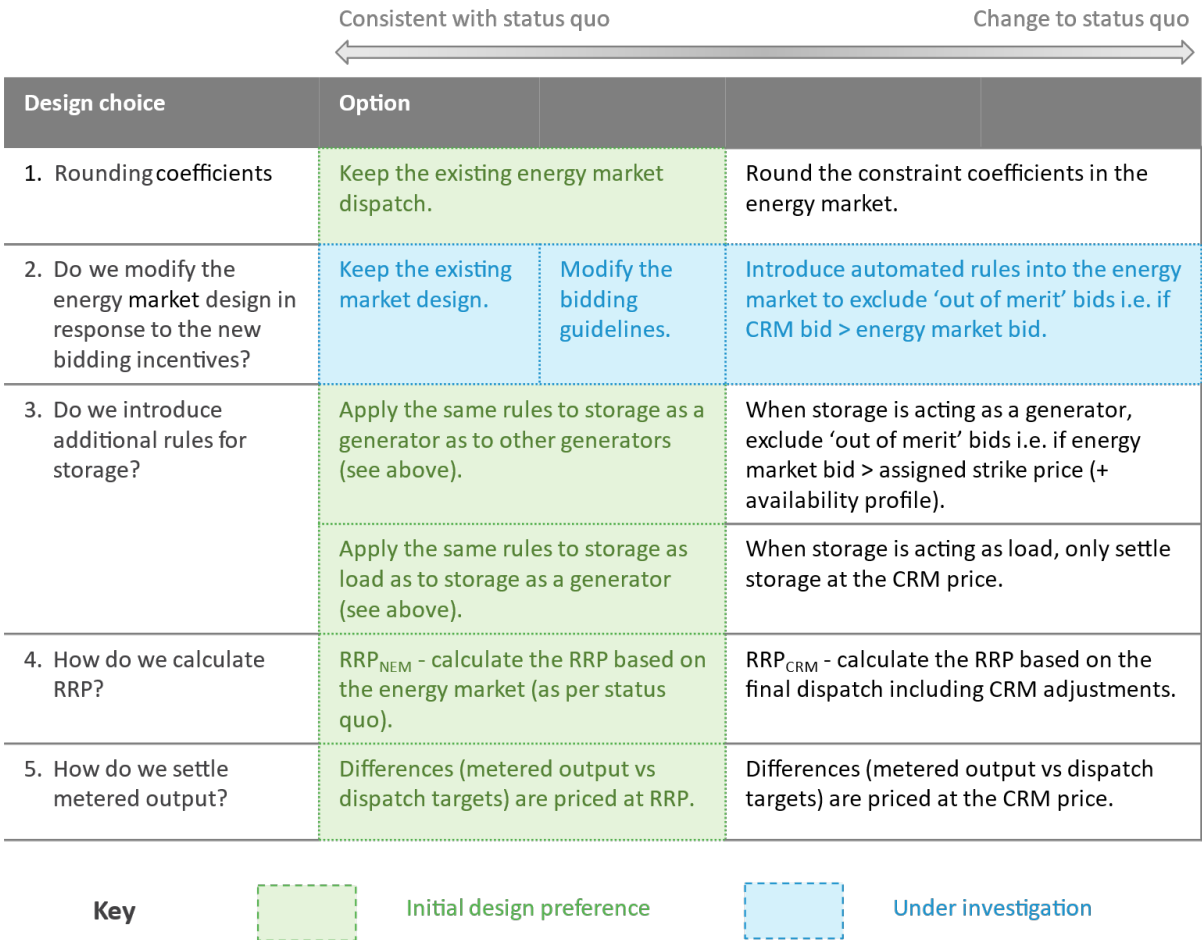 Consistent with status quo
Change to status quo
Design choice
Option
1. Rounding coefficients
Keep the existing energy market
dispatch.
Round the constraint coefficients in the
energy market.
2. Do we modify the
energy market design in
response to the new
bidding incentives?
Keep the existing
market design.
Modify the
bidding
guidelines.
Introduce automated rules into the energy
market to exclude ‘out of merit’ bids i.e. if
CRM bid > energy market bid.
3. Do we introduce
additional rules for
storage?
Apply the same rules to storage as a
generator as to other generators
(see above).
When storage is acting as a generator,
exclude ‘out of merit’ bids i.e. if energy
market bid > assigned strike price (+
availability profile).
Apply the same rules to storage as
load as to storage as a generator
(see above).
When storage is acting as load, only settle
storage at the CRM price.
4. How do we calculate
RRP?
RRP_NEM - calculate the RRP based on
the energy market (as per status
quo).
RRP_CRM - calculate the RRP based on the
final dispatch including CRM adjustments.
5. How do we settle
metered output?
Differences (metered output vs
dispatch targets) are priced at RRP.
Differences (metered output vs dispatch
targets) are priced at the CRM price.
Key
Initial design preference
Under investigation